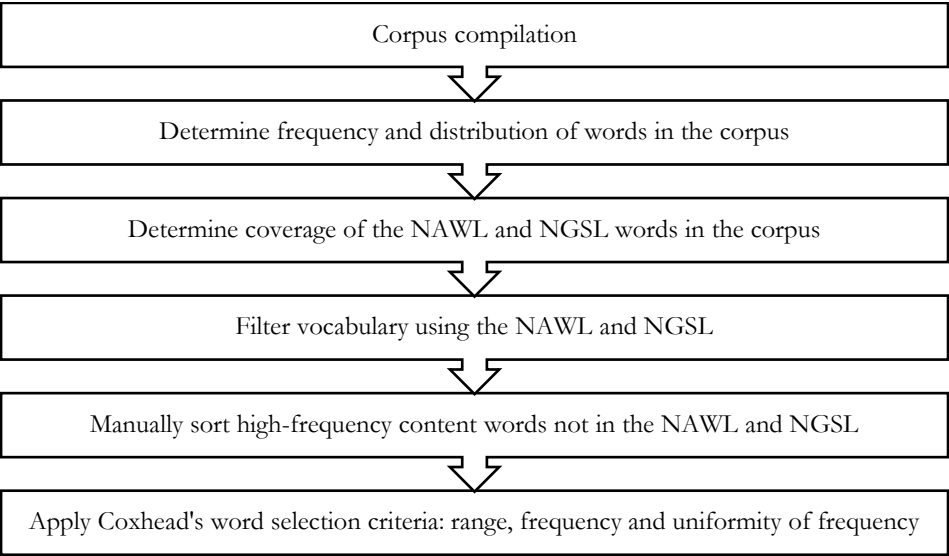 Corpus compilation
Determine frequency and distribution of words in the corpus
Determine coverage of the NAWL and NGSL words in the corpus
Filter vocabulary using the NAWL and NGSL
Manually sort high-frequency content words not in the NAWL and NGSL
Apply Coxhead's word selection criteria: range, frequency and uniformity of frequency